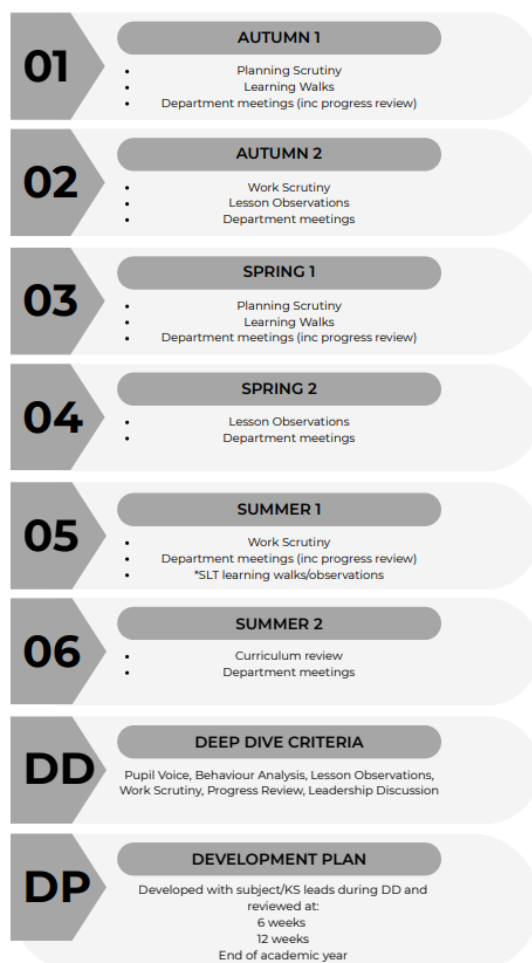 01
AUTUMN 1
• Planning Scrutiny
• Learning Walks
• Department meetings (inc progress review)
02
AUTUMN 2
• Work Scrutiny
• Lesson Observations
• Department meetings
03
SPRING 1
• Planning Scrutiny
• Learning Walks
• Department meetings (inc progress review)
04
SPRING 2
• Lesson Observations
• Department meetings
05
SUMMER 1
• Work Scrutiny
• Department meetings (inc progress review)
• *SLT learning walks/observations
06
SUMMER 2
• Curriculum review
• Department meetings
DD
DEEP DIVE CRITERIA
Pupil Voice, Behaviour Analysis, Lesson Observations,
Work Scrutiny, Progress Review, Leadership Discussion
DP
DEVELOPMENT PLAN
Developed with subject/KS leads during DD and
reviewed at:
6 weeks
12 weeks
End of academic year